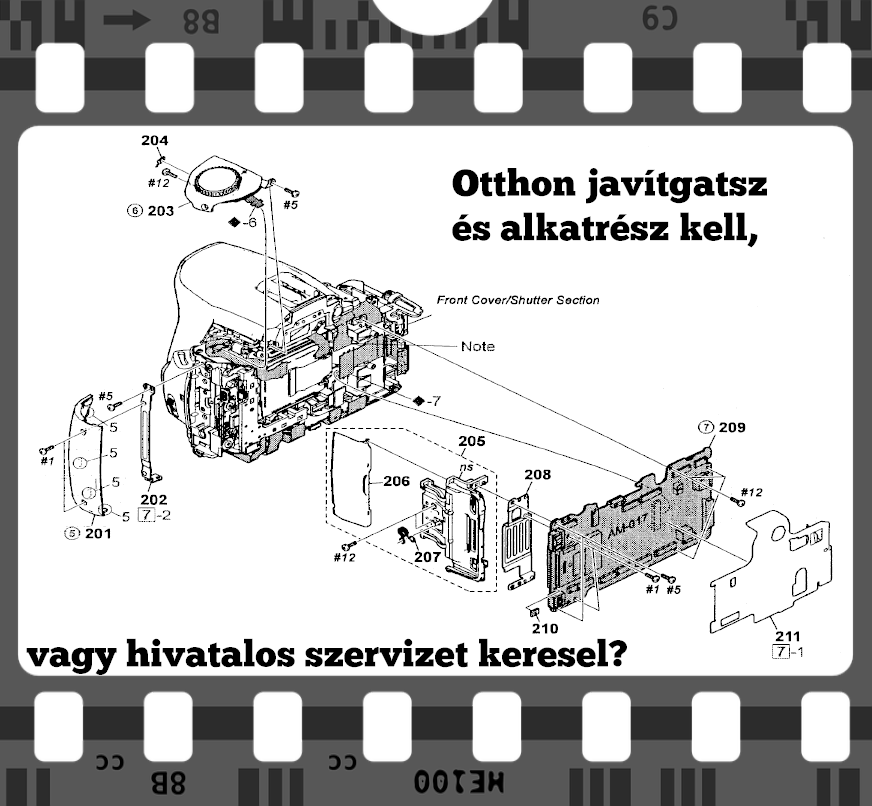 B8
C9
204
#12
6 203
#5
◆-6
Otthon javítgatsz
és alkatrész kell,
Front Cover/Shutter Section
Note
◆-7
#5
#1
5
5
5
5
202
7-2
5 201
205
ns
206
207
#12
208
7 209
#12
AM-017
#1 #5
210
211
7-1
vagy hivatalos szervizet keresel?
CC
8B
CC
HE100